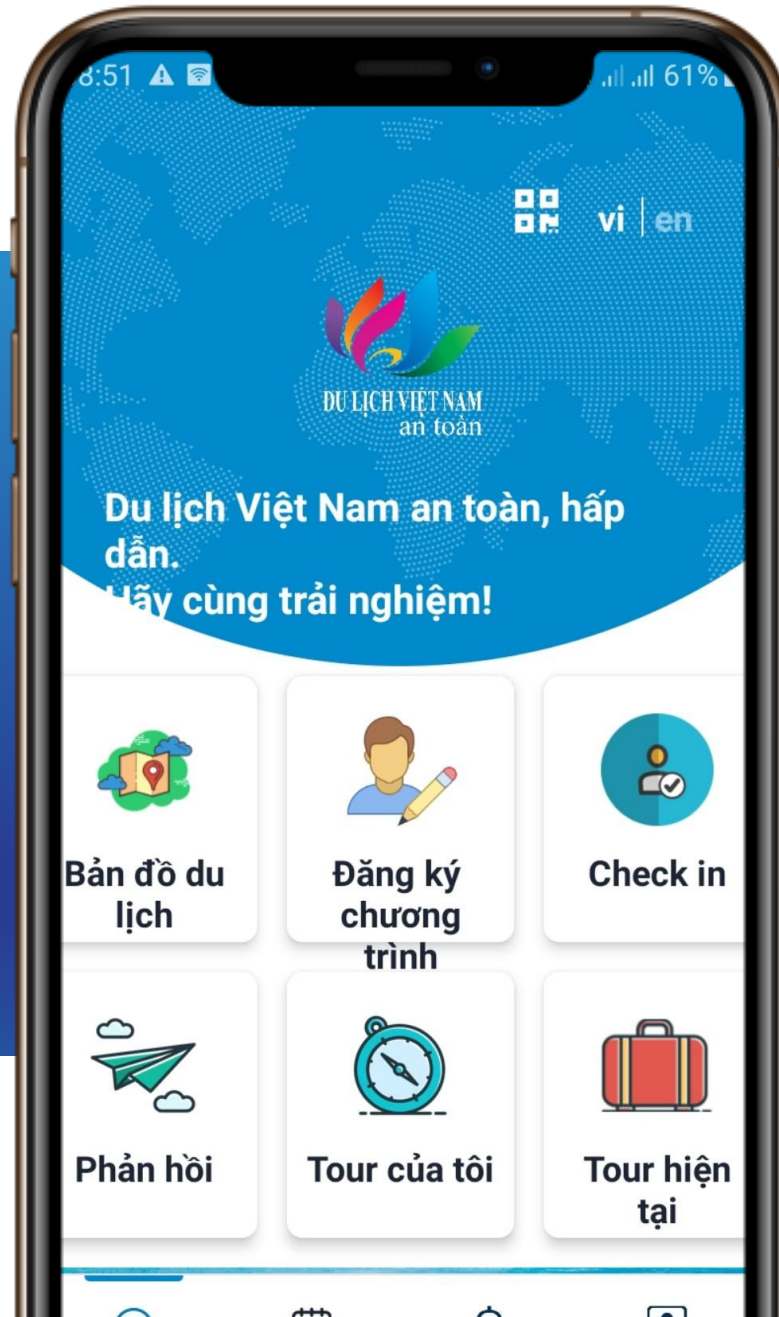 8:51
61%
vi | en
DU LỊCH VIỆT NAM
an toàn
Du lịch Việt Nam an toàn, hấp
dẫn.
Hãy cùng trải nghiệm!
Bản đồ du
lịch
Đăng ký
chương
trình
Check in
Phản hồi
Tour của tôi
Tour hiện
tại